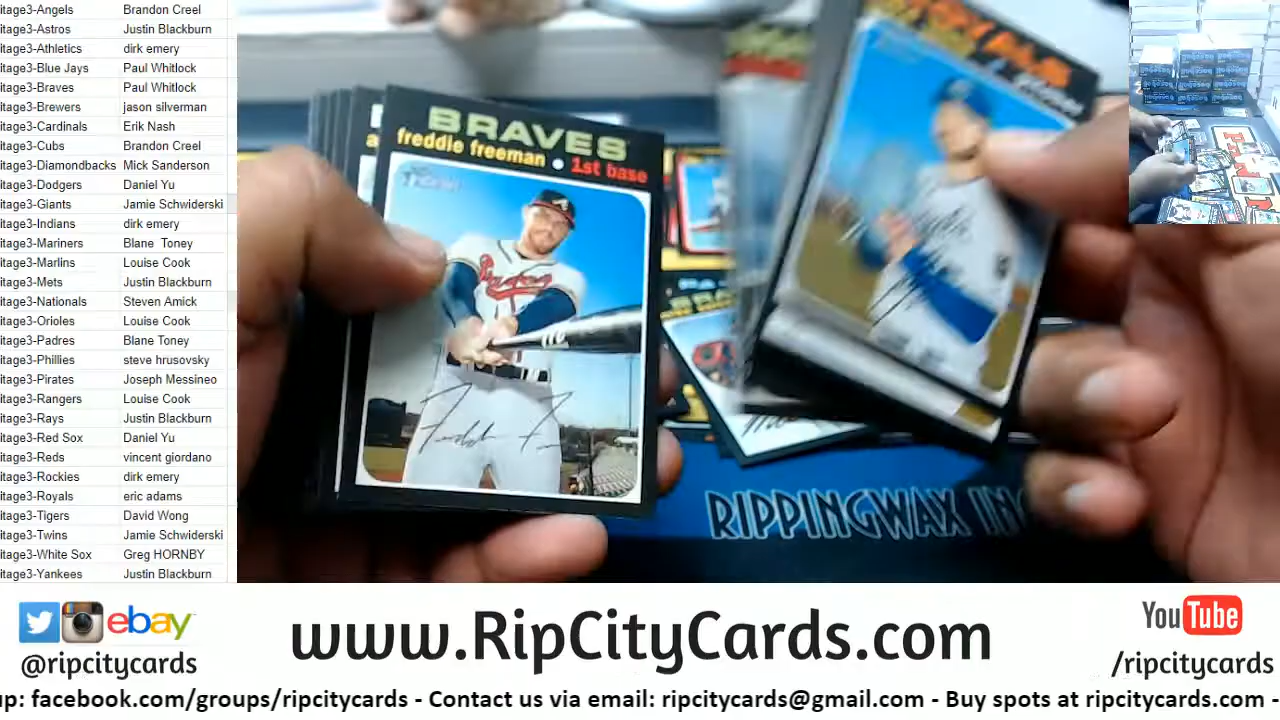 itage3-Angels Brandon Creel
itage3-Astros Justin Blackburn
itage3-Athletics dirk emery
itage3-Blue Jays Paul Whitlock
itage3-Braves Paul Whitlock
itage3-Brewers jason silverman
itage3-Cardinals Erik Nash
itage3-Cubs Brandon Creel
itage3-Diamondbacks Mick Sanderson
itage3-Dodgers Daniel Yu
itage3-Giants Jamie Schwiderski
itage3-Indians dirk emery
itage3-Mariners Blane Toney
itage3-Marlins Louise Cook
itage3-Mets Justin Blackburn
itage3-Nationals Steven Amick
itage3-Orioles Louise Cook
itage3-Padres Blane Toney
itage3-Phillies steve hrusovsky
itage3-Pirates Joseph Messineo
itage3-Rangers Louise Cook
itage3-Rays Justin Blackburn
itage3-Red Sox Daniel Yu
itage3-Reds vincent giordano
itage3-Rockies dirk emery
itage3-Royals eric adams
itage3-Tigers David Wong
itage3-Twins Jamie Schwiderski
itage3-White Sox Greg HORNBY
itage3-Yankees Justin Blackburn
BRAVES
freddie freeman • 1st base
Braves
RIPPINGWAX IN
ebay
@ripcitycards
www.RipCityCards.com
YouTube
/ripcitycards
up: facebook.com/groups/ripcitycards - Contact us via email: ripcitycards@gmail.com - Buy spots at ripcitycards.com -